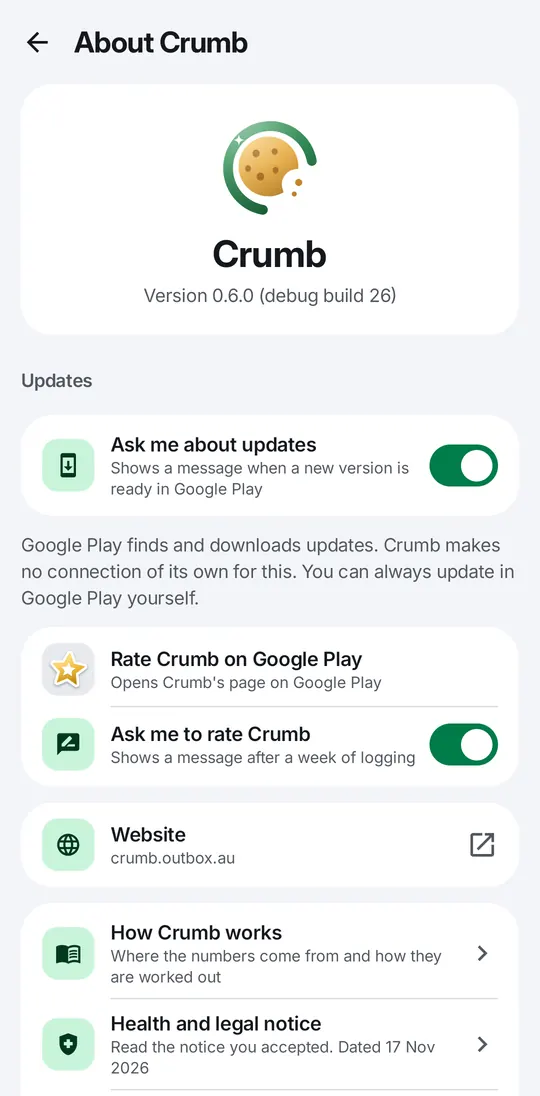 About Crumb
Crumb
Version 0.6.0 (debug build 26)
Updates
Ask me about updates
Shows a message when a new version is
ready in Google Play
Google Play finds and downloads updates. Crumb makes
no connection of its own for this. You can always update in
Google Play yourself.
Rate Crumb on Google Play
Opens Crumb's page on Google Play
Ask me to rate Crumb
Shows a message after a week of logging
Website
crumb.outbox.au
How Crumb works
Where the numbers come from and how they
are worked out
Health and legal notice
Read the notice you accepted. Dated 17 Nov
2026